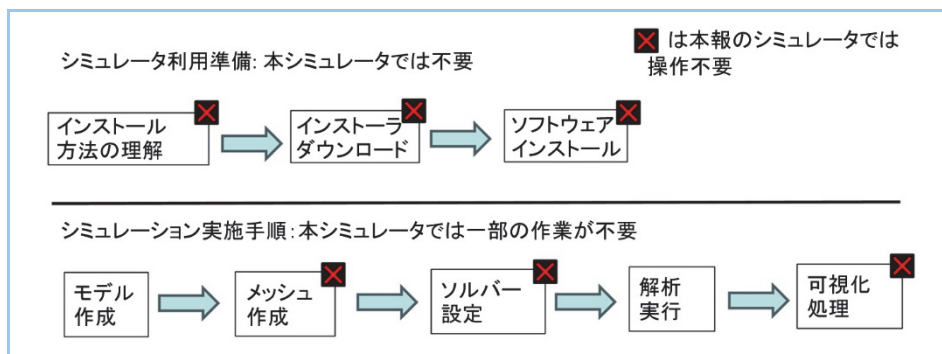 シミュレータ利用準備: 本シミュレータでは不要
は本報のシミュレータでは
操作不要
インストール
方法の理解
インストーラ
ダウンロード
ソフトウェア
インストール
シミュレーション実施手順:本シミュレータでは一部の作業が不要
モデル
作成
メッシュ
作成
ソルバー
設定
解析
実行
可視化
処理